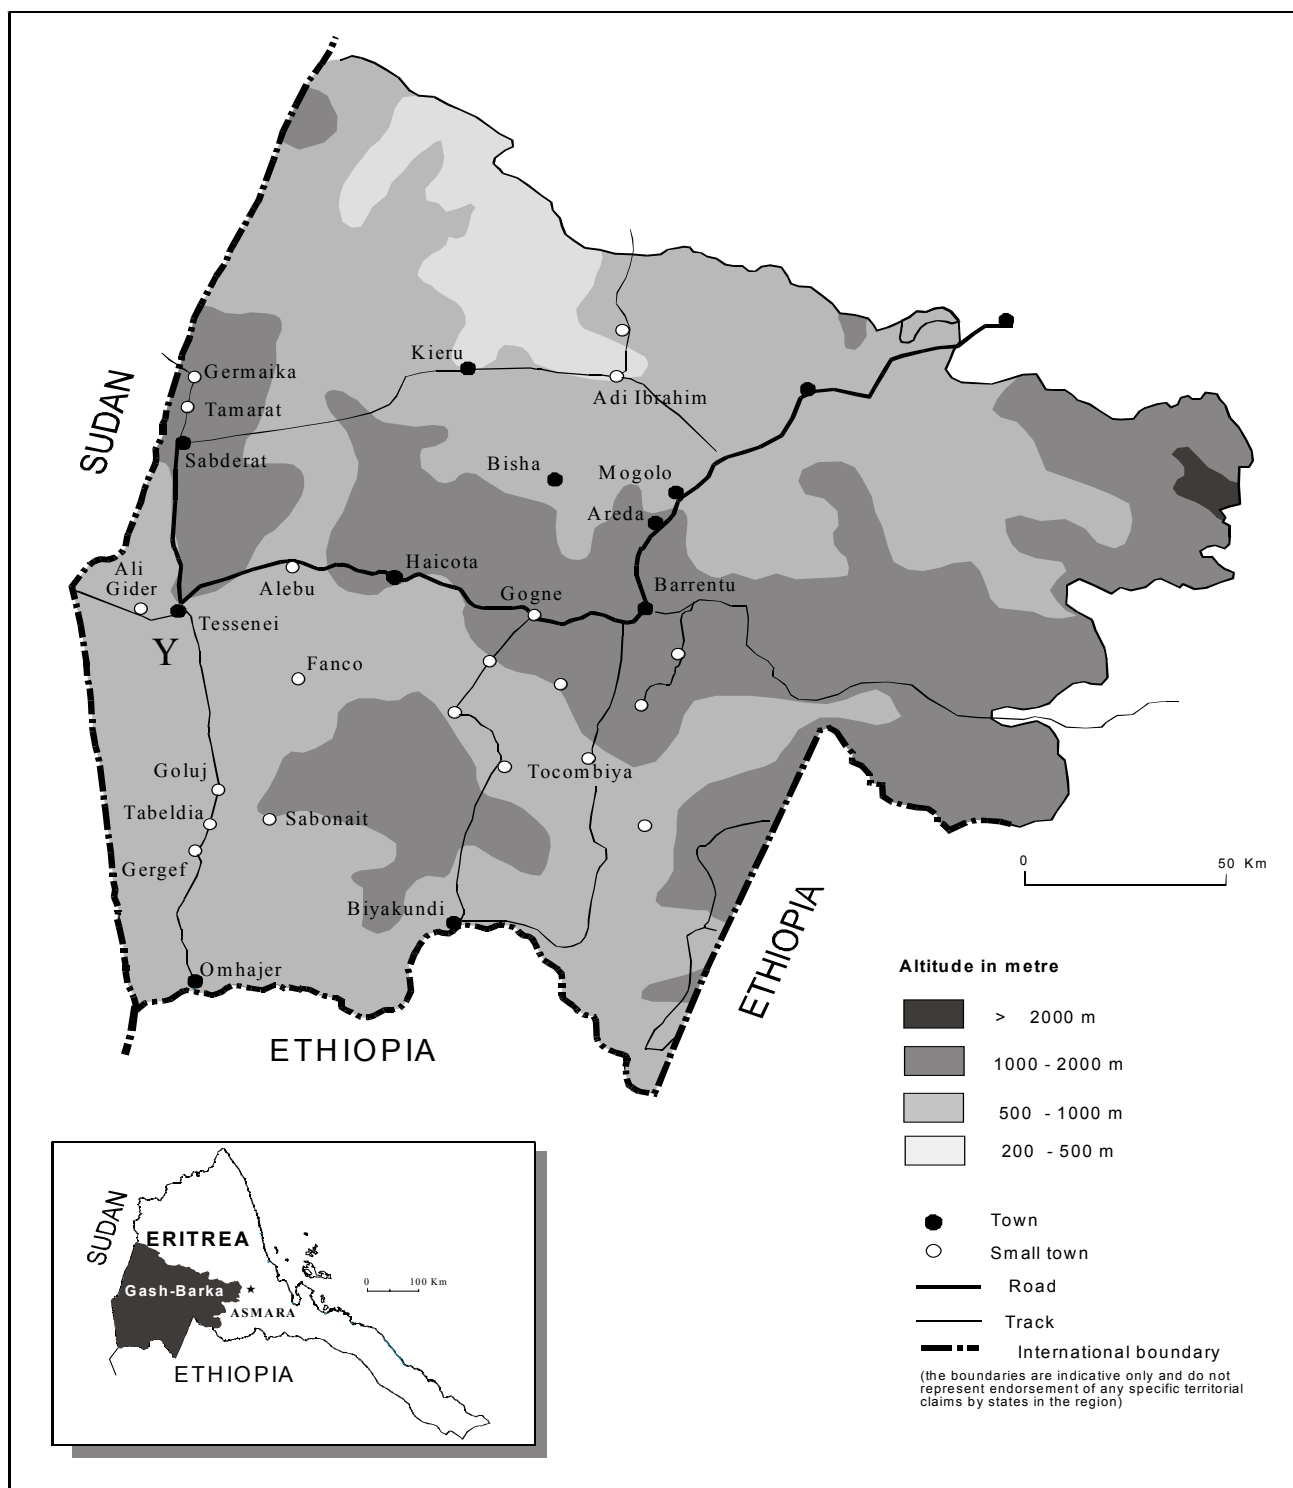 Kieru
Germaika
SUDAN
Adi Ibrahim
Tamarat
Sabderat
Bisha
Mogolo
Areda
Ali
Gider
Haicota
Alebu
Gogne
Barrentu
Tessenei
Y
Fanco
Goluj
Tocombiya
Tabeldia
Sabonait
Gergef
0
50 Km
Biyakundi
ETHIOPIA
Omhajer
ETHIOPIA
Altitude in metre
> 2000 m
1000 - 2000 m
500 - 1000 m
200 - 500 m
Town
Small town
Road
Track
International boundary
(the boundaries are indicative only and do not
represent endorsement of any specific territorial
claims by states in the region)
SUDAN
ERITREA
Gash-Barka
0
100 Km
ASMARA
ETHIOPIA